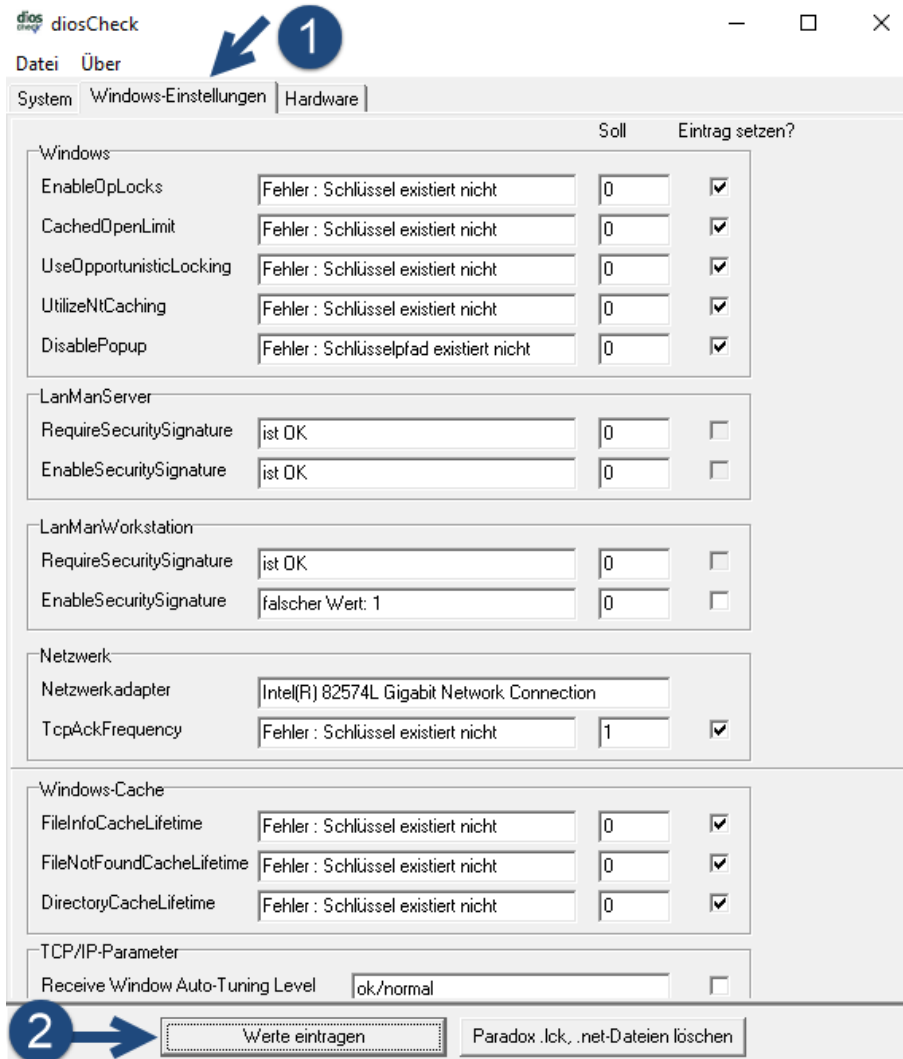 dios check diosCheck
1
Datei Über
System Windows-Einstellungen Hardware
Soll Eintrag setzen?
Windows
EnableOpLocks Fehler : Schlüssel existiert nicht 0
CachedOpenLimit Fehler : Schlüssel existiert nicht 0
UseOpportunisticLocking Fehler : Schlüssel existiert nicht 0
UtilizeNtCaching Fehler : Schlüssel existiert nicht 0
DisablePopup Fehler : Schlüsselpfad existiert nicht 0
LanManServer
RequireSecuritySignature ist OK 0
EnableSecuritySignature ist OK 0
LanManWorkstation
RequireSecuritySignature ist OK 0
EnableSecuritySignature falscher Wert: 1 0
Netzwerk
Netzwerkadapter Intel(R) 82574L Gigabit Network Connection
TcpAckFrequency Fehler : Schlüssel existiert nicht 1
Windows-Cache
FileInfoCacheLifetime Fehler : Schlüssel existiert nicht 0
FileNotFoundCacheLifetime Fehler : Schlüssel existiert nicht 0
DirectoryCacheLifetime Fehler : Schlüssel existiert nicht 0
TCP/IP-Parameter
Receive Window Auto-Tuning Level ok/normal
2 Werte eintragen Paradox .lck, .net-Dateien löschen